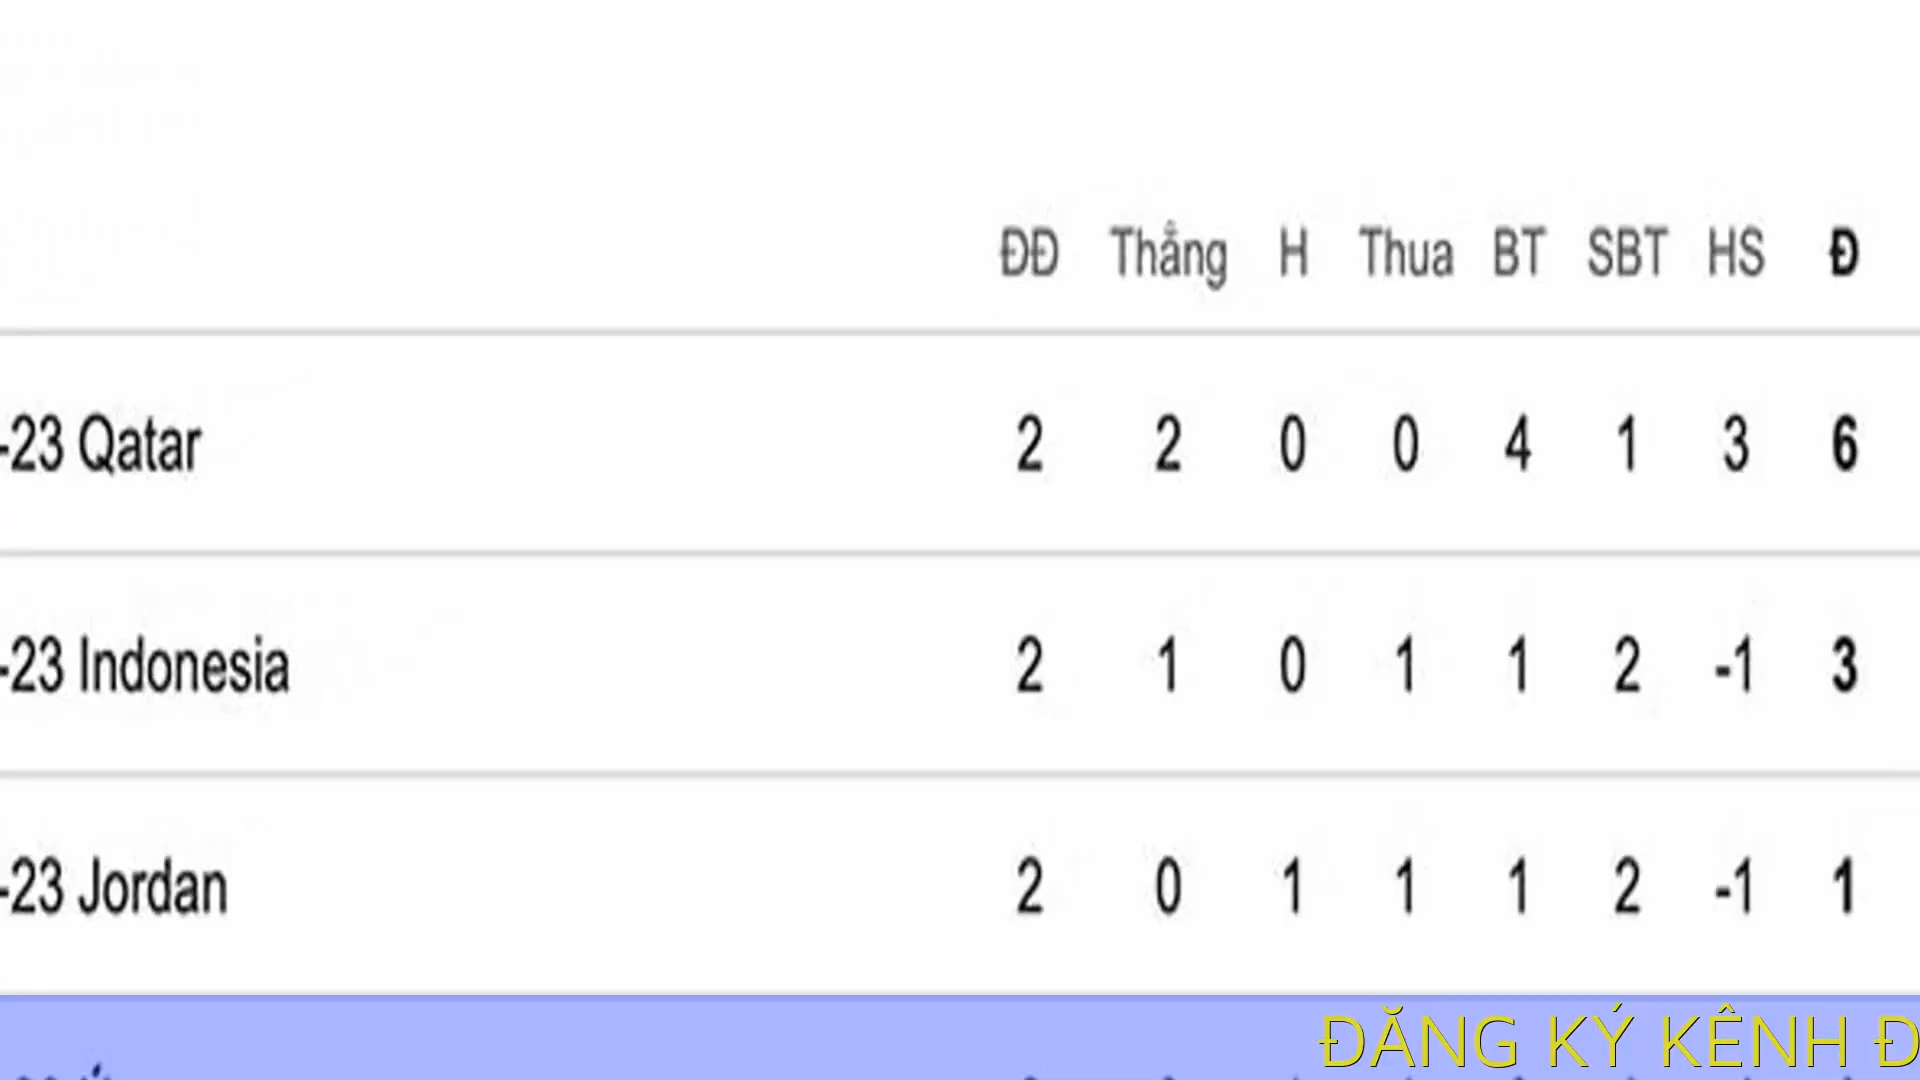 ĐĐ Thắng H Thua BT SBT HS Đ
-23 Qatar 2 2 0 0 4 1 3 6
-23 Indonesia 2 1 0 1 1 2 -1 3
-23 Jordan 2 0 1 1 1 2 -1 1
ĐĂNG KÝ KÊNH Đ